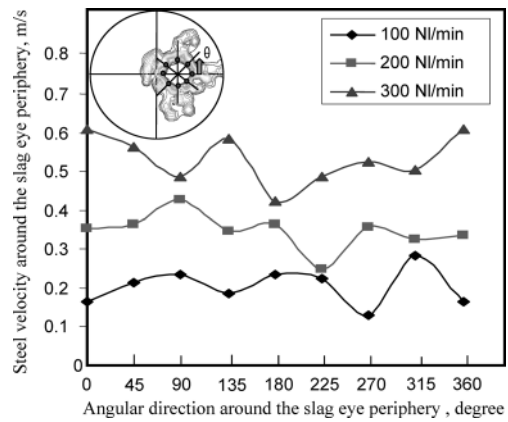 Steel velocity around the slag eye periphery, m/s
0.8
0.7
0.6
0.5
0.4
0.3
0.2
0.1
0
θ
100 Nl/min
200 Nl/min
300 Nl/min
0 45 90 135 180 225 270 315 360
Angular direction around the slag eye periphery , degree